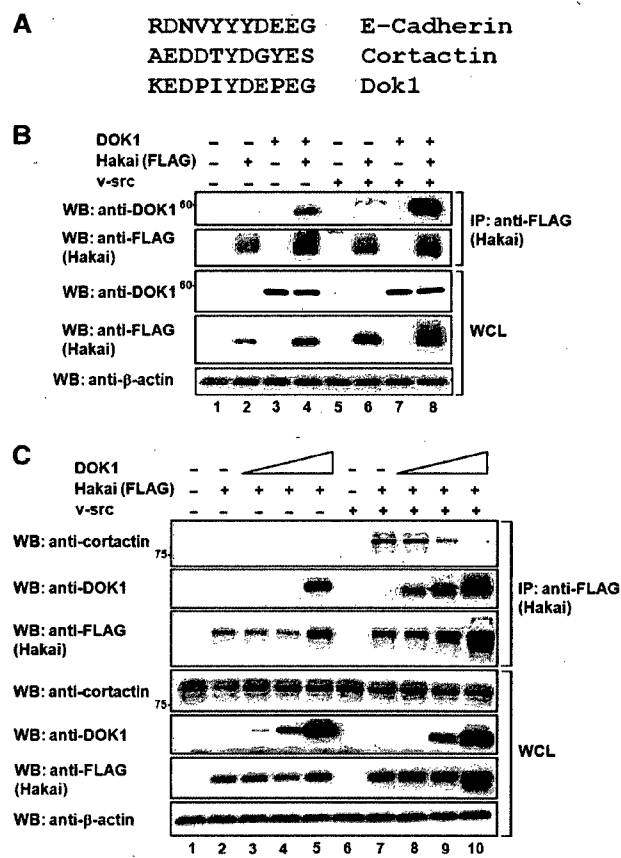 A
RDNVYYYDEEG E-Cadherin
AEDDTYDGYES Cortactin
KEDPIYDEPEG Dok1
B
DOK1 - - + + - - + +
Hakai (FLAG) - + - + - + - +
v-src - - - - + + + +
WB: anti-DOK1 60
WB: anti-FLAG
(Hakai)
IP: anti-FLAG
(Hakai)
WB: anti-DOK1 60
WB: anti-FLAG
(Hakai)
WB: anti-β-actin
WCL
1 2 3 4 5 6 7 8
C
DOK1 - - - -
Hakai (FLAG) - + + + + - + + + +
v-src - - - - - + + + + +
WB: anti-cortactin 75
WB: anti-DOK1
WB: anti-FLAG
(Hakai)
IP: anti-FLAG
(Hakai)
WB: anti-cortactin 75
WB: anti-DOK1
WB: anti-FLAG
(Hakai)
WB: anti-β-actin
WCL
1 2 3 4 5 6 7 8 9 10